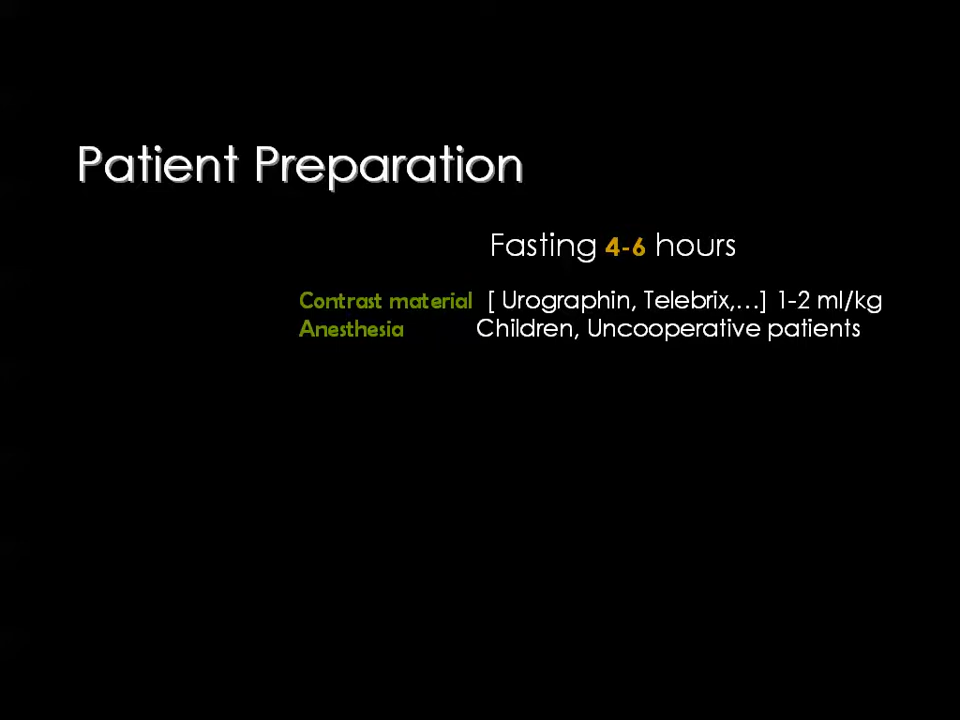 Patient Preparation
Fasting 4-6 hours
Contrast material [ Urographin, Telebrix,...] 1-2 ml/kg
Anesthesia Children, Uncooperative patients